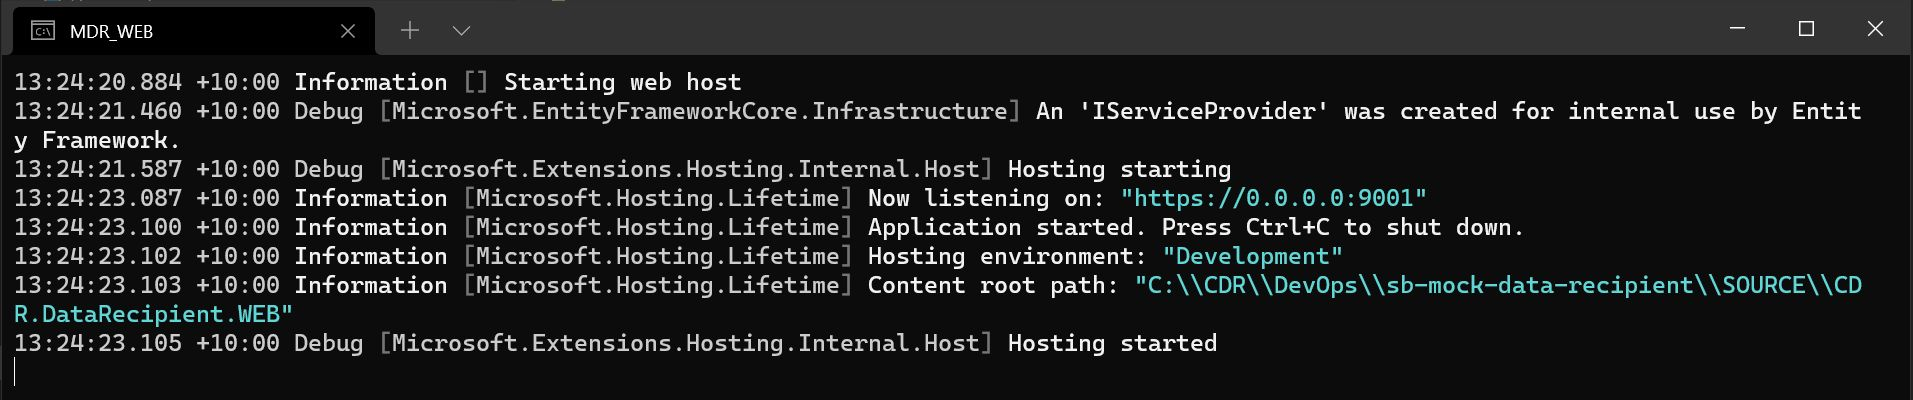 MDR_WEB
13:24:20.884 +10:00 Information [] Starting web host
13:24:21.460 +10:00 Debug [Microsoft.EntityFrameworkCore.Infrastructure] An 'IServiceProvider' was created for internal use by Entit
y Framework.
13:24:21.587 +10:00 Debug [Microsoft.Extensions.Hosting.Internal.Host] Hosting starting
13:24:23.087 +10:00 Information [Microsoft.Hosting.Lifetime] Now listening on: "https://0.0.0.0:9001"
13:24:23.100 +10:00 Information [Microsoft.Hosting.Lifetime] Application started. Press Ctrl+C to shut down.
13:24:23.102 +10:00 Information [Microsoft.Hosting.Lifetime] Hosting environment: "Development"
13:24:23.103 +10:00 Information [Microsoft.Hosting.Lifetime] Content root path: "C:\\CDR\\DevOps\\sb-mock-data-recipient\\SOURCE\\CD
R.DataRecipient.WEB"
13:24:23.105 +10:00 Debug [Microsoft.Extensions.Hosting.Internal.Host] Hosting started